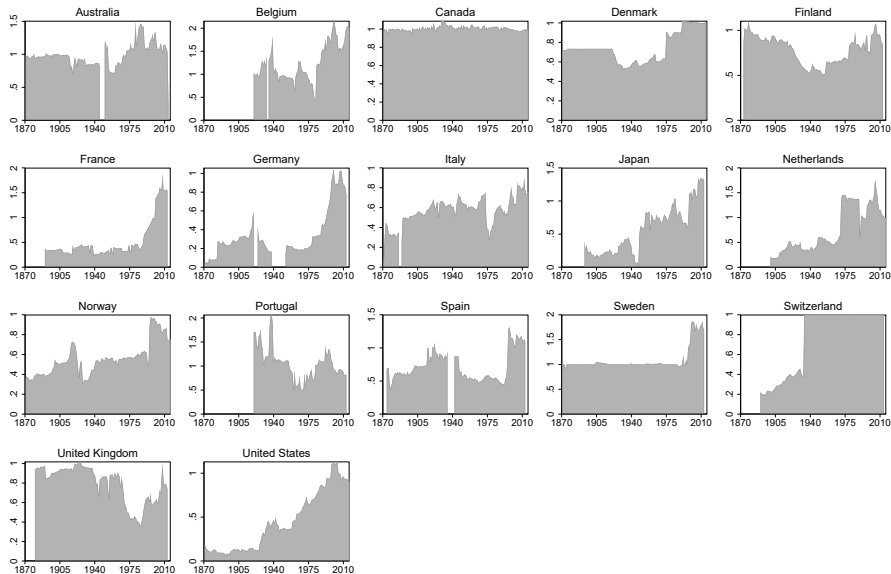 Australia
0 .5 1 1.5
1870 1905 1940 1975 2010
Belgium
0 .5 1 1.5 2
1870 1905 1940 1975 2010
Canada
0 .2 .4 .6 .8 1
1870 1905 1940 1975 2010
Denmark
0 .2 .4 .6 .8 1
1870 1905 1940 1975 2010
Finland
0 .2 .4 .6 .8 1
1870 1905 1940 1975 2010
France
0 .5 1 1.5 2
1870 1905 1940 1975 2010
Germany
0 .2 .4 .6 .8 1
1870 1905 1940 1975 2010
Italy
0 .2 .4 .6 .8 1
1870 1905 1940 1975 2010
Japan
0 .5 1 1.5
1870 1905 1940 1975 2010
Netherlands
0 .5 1 1.5 2
1870 1905 1940 1975 2010
Norway
0 .2 .4 .6 .8 1
1870 1905 1940 1975 2010
Portugal
0 .5 1 1.5 2
1870 1905 1940 1975 2010
Spain
0 .5 1 1.5
1870 1905 1940 1975 2010
Sweden
0 .5 1 1.5 2
1870 1905 1940 1975 2010
Switzerland
0 .2 .4 .6 .8 1
1870 1905 1940 1975 2010
United Kingdom
0 .2 .4 .6 .8 1
1870 1905 1940 1975 2010
United States
0 .5 1
1870 1905 1940 1975 2010